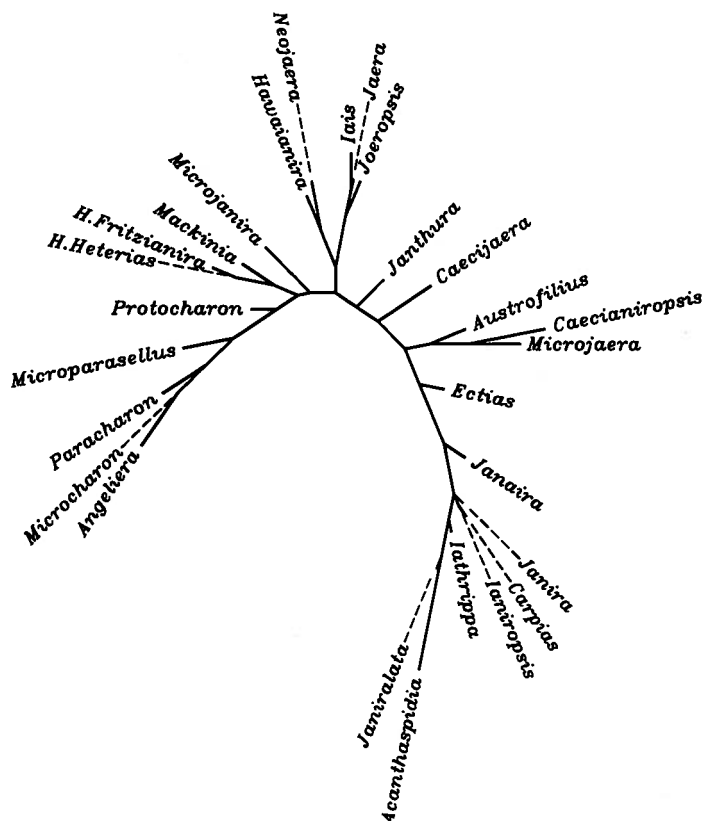 Neojaera
Hawaianira
Iais
Jaera
Joeropsis
Microjanira
Mackinia
H.Fritzianira
H.Heterias
Janthura
Caecijaera
Protocharon
Austrofilius
Caecianiropsis
Microjaera
Microparasellus
Ectias
Paracharon
Microcharon
Angeliera
Janaira
Janira
Carpias
Ianiropsis
Iathrippa
Janiralata
Acanthaspidia